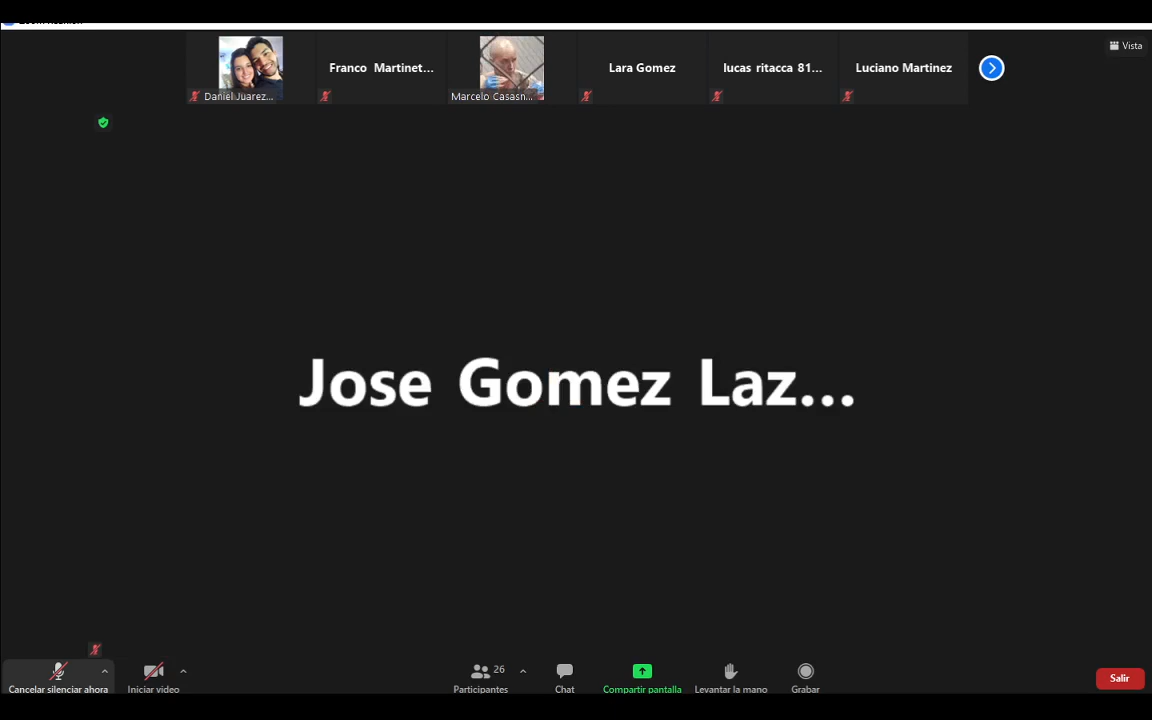 Vista
Franco Martinet...
Lara Gomez
lucas ritacca 81...
Luciano Martinez
Daniel Juarez...
Marcelo Casasn...
Jose Gomez Laz...
26
Cancelar silenciar ahora
Iniciar video
Participantes
Chat
Compartir pantalla
Levantar la mano
Grabar
Salir